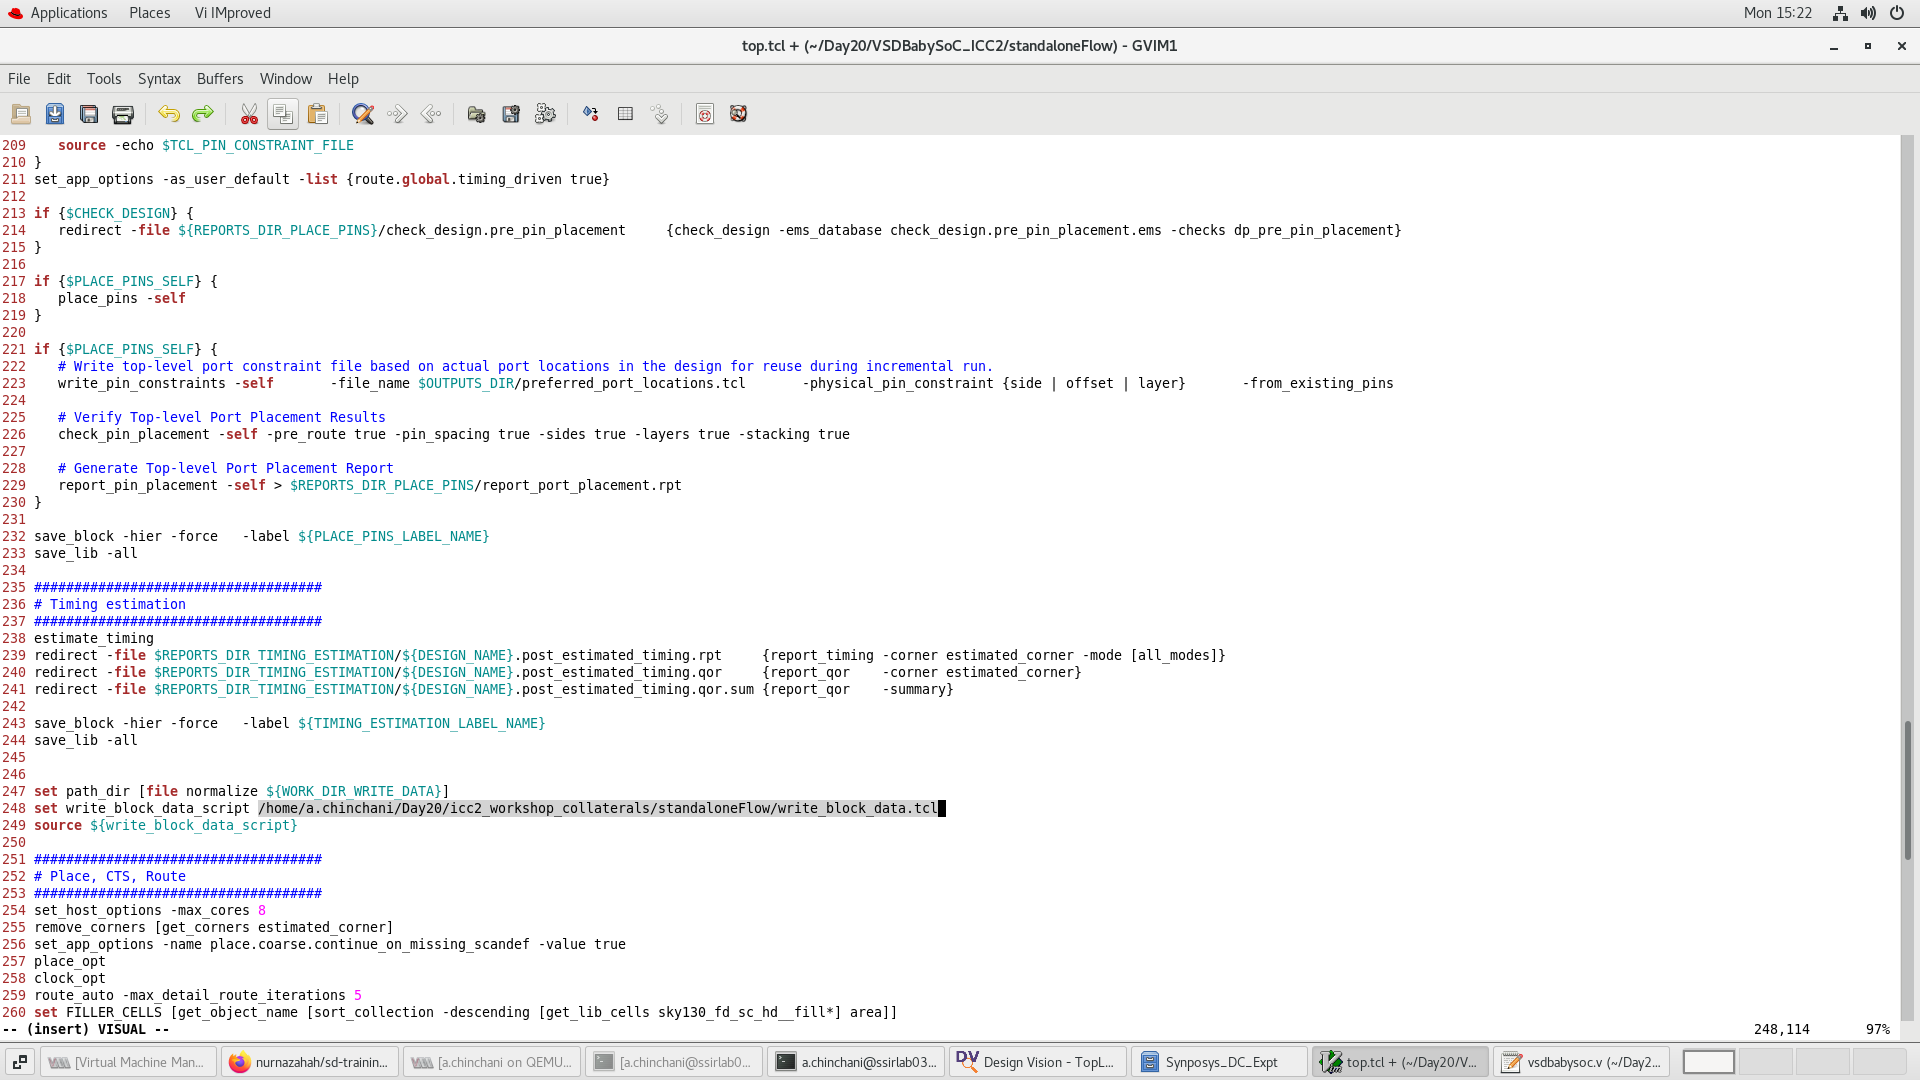 Applications Places Vi IMproved Mon 15:22
top.tcl + (~/Day20/VSDBabySoC_ICC2/standaloneFlow) - GVIM1
File Edit Tools Syntax Buffers Window Help
209    source -echo $TCL_PIN_CONSTRAINT_FILE
210 }
211 set_app_options -as_user_default -list {route.global.timing_driven true}
212
213 if {$CHECK_DESIGN} {
214    redirect -file ${REPORTS_DIR_PLACE_PINS}/check_design.pre_pin_placement     {check_design -ems_database check_design.pre_pin_placement.ems -checks dp_pre_pin_placement}
215 }
216
217 if {$PLACE_PINS_SELF} {
218    place_pins -self
219 }
220
221 if {$PLACE_PINS_SELF} {
222    # Write top-level port constraint file based on actual port locations in the design for reuse during incremental run.
223    write_pin_constraints -self       -file_name $OUTPUTS_DIR/preferred_port_locations.tcl       -physical_pin_constraint {side | offset | layer}       -from_existing_pins
224
225    # Verify Top-level Port Placement Results
226    check_pin_placement -self -pre_route true -pin_spacing true -sides true -layers true -stacking true
227
228    # Generate Top-level Port Placement Report
229    report_pin_placement -self > $REPORTS_DIR_PLACE_PINS/report_port_placement.rpt
230 }
231
232 save_block -hier -force   -label ${PLACE_PINS_LABEL_NAME}
233 save_lib -all
234
235 ####################################
236 # Timing estimation
237 ####################################
238 estimate_timing
239 redirect -file $REPORTS_DIR_TIMING_ESTIMATION/${DESIGN_NAME}.post_estimated_timing.rpt     {report_timing -corner estimated_corner -mode [all_modes]}
240 redirect -file $REPORTS_DIR_TIMING_ESTIMATION/${DESIGN_NAME}.post_estimated_timing.qor     {report_qor    -corner estimated_corner}
241 redirect -file $REPORTS_DIR_TIMING_ESTIMATION/${DESIGN_NAME}.post_estimated_timing.qor.sum {report_qor    -summary}
242
243 save_block -hier -force   -label ${TIMING_ESTIMATION_LABEL_NAME}
244 save_lib -all
245
246
247 set path_dir [file normalize ${WORK_DIR_WRITE_DATA}]
248 set write_block_data_script /home/a.chinchani/Day20/icc2_workshop_collaterals/standaloneFlow/write_block_data.tcl
249 source ${write_block_data_script}
250
251 ####################################
252 # Place, CTS, Route
253 ####################################
254 set_host_options -max_cores 8
255 remove_corners [get_corners estimated_corner]
256 set_app_options -name place.coarse.continue_on_missing_scandef -value true
257 place_opt
258 clock_opt
259 route_auto -max_detail_route_iterations 5
260 set FILLER_CELLS [get_object_name [sort_collection -descending [get_lib_cells sky130_fd_sc_hd__fill*] area]]
-- (insert) VISUAL -- 248,114 97%
[Virtual Machine Man... nurnazahah/sd-trainin... [a.chinchani on QEMU... [a.chinchani@ssirlab0... a.chinchani@ssirlab03... Design Vision - TopL... Synposys_DC_Expt top.tcl + (~/Day20/V... vsdbabysoc.v (~/Day2...